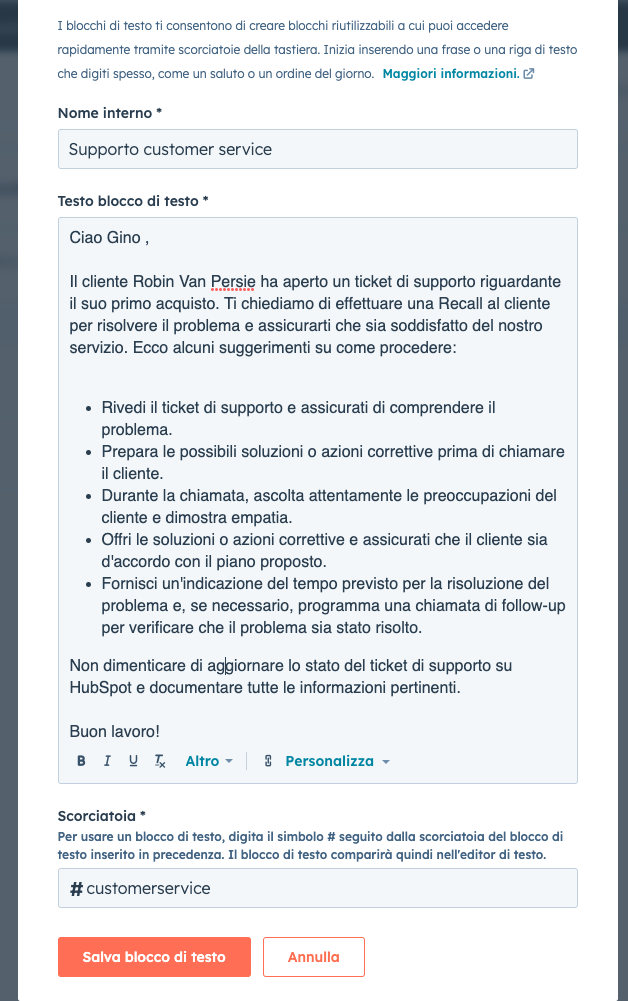 I blocchi di testo ti consentono di creare blocchi riutilizzabili a cui puoi accedere
rapidamente tramite scorciatoie della tastiera. Inizia inserendo una frase o una riga di testo
che digiti spesso, come un saluto o un ordine del giorno. Maggiori informazioni.
Nome interno *
Supporto customer service
Testo blocco di testo *
Ciao Gino ,
Il cliente Robin Van Persie ha aperto un ticket di supporto riguardante
il suo primo acquisto. Ti chiediamo di effettuare una Recall al cliente
per risolvere il problema e assicurarti che sia soddisfatto del nostro
servizio. Ecco alcuni suggerimenti su come procedere:
• Rivedi il ticket di supporto e assicurati di comprendere il
problema.
• Prepara le possibili soluzioni o azioni correttive prima di chiamare
il cliente.
• Durante la chiamata, ascolta attentamente le preoccupazioni del
cliente e dimostra empatia.
• Offri le soluzioni o azioni correttive e assicurati che il cliente sia
d'accordo con il piano proposto.
• Fornisci un'indicazione del tempo previsto per la risoluzione del
problema e, se necessario, programma una chiamata di follow-up
per verificare che il problema sia stato risolto.
Non dimenticare di aggiornare lo stato del ticket di supporto su
HubSpot e documentare tutte le informazioni pertinenti.
Buon lavoro!
B I U Tx Altro Personalizza
Scorciatoia *
Per usare un blocco di testo, digita il simbolo # seguito dalla scorciatoia del blocco di
testo inserito in precedenza. Il blocco di testo comparirà quindi nell'editor di testo.
# customerservice
Salva blocco di testo Annulla